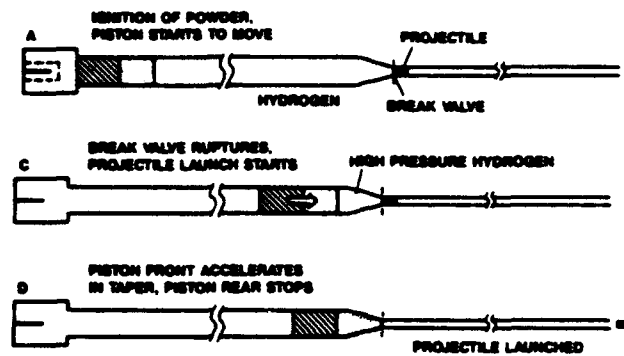 IGNITION OF POWDER,
PISTON STARTS TO MOVE
A
PROJECTILE
HYDROGEN
BREAK VALVE
BREAK VALVE RUPTURES,
PROJECTILE LAUNCH STARTS
C
HIGH PRESSURE HYDROGEN
PISTON FRONT ACCELERATES
IN TAPER, PISTON REAR STOPS
D
PROJECTILE LAUNCHED